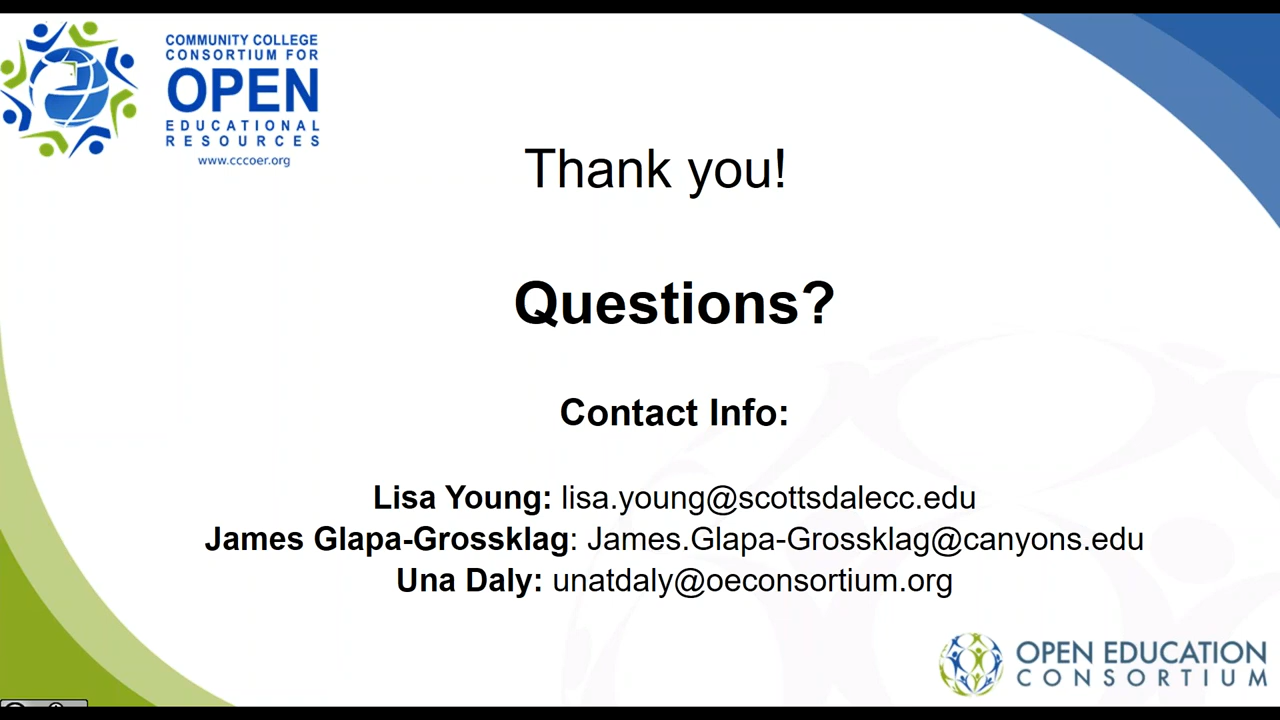 COMMUNITY COLLEGE
CONSORTIUM FOR
OPEN
EDUCATIONAL
RESOURCES
www.cccoer.org
Thank you!
Questions?
Contact Info:
Lisa Young: lisa.young@scottsdalecc.edu
James Glapa-Grossklag: James.Glapa-Grossklag@canyons.edu
Una Daly: unatdaly@oeconsortium.org
OPEN EDUCATION
CONSORTIUM